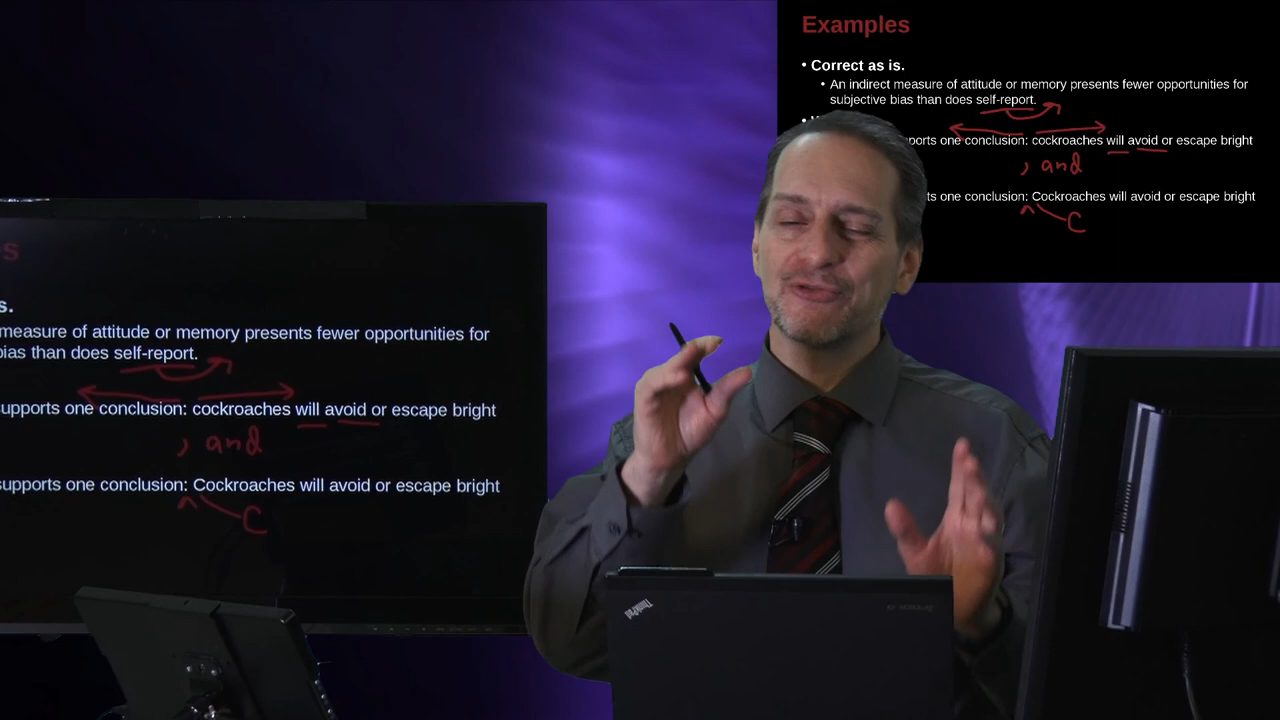 Examples
• Correct as is.
• An indirect measure of attitude or memory presents fewer opportunities for
subjective bias than does self-report.
•
ports one conclusion: cockroaches will avoid or escape bright
, and
ts one conclusion: Cockroaches will avoid or escape bright
^ C
s
s.
measure of attitude or memory presents fewer opportunities for
bias than does self-report.
supports one conclusion: cockroaches will avoid or escape bright
, and
supports one conclusion: Cockroaches will avoid or escape bright
^ C
ThinkPad